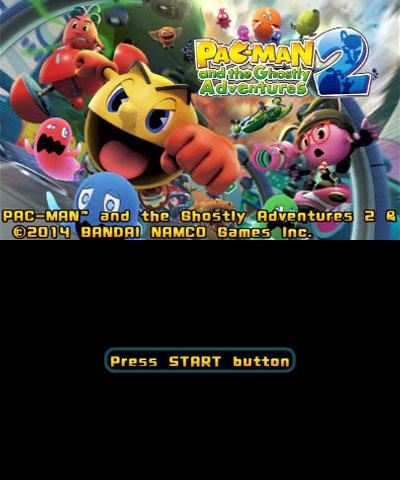 PAC-MAN
and the Ghostly
Adventures 2
PAC-MAN™ and the Ghostly Adventures 2 &
©2014 BANDAI NAMCO Games Inc.
Press START button